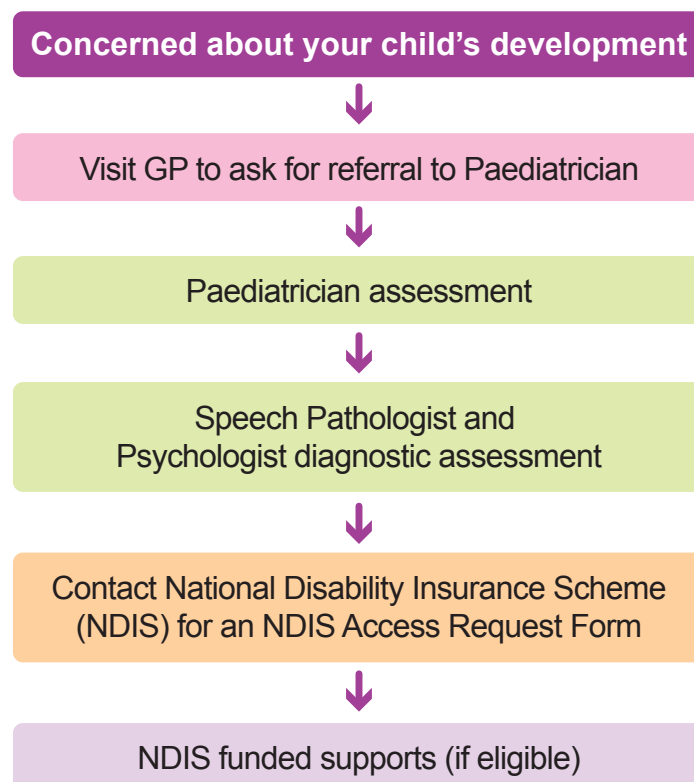 Concerned about your child’s development
Visit GP to ask for referral to Paediatrician
Paediatrician assessment
Speech Pathologist and
Psychologist diagnostic assessment
Contact National Disability Insurance Scheme
(NDIS) for an NDIS Access Request Form
NDIS funded supports (if eligible)